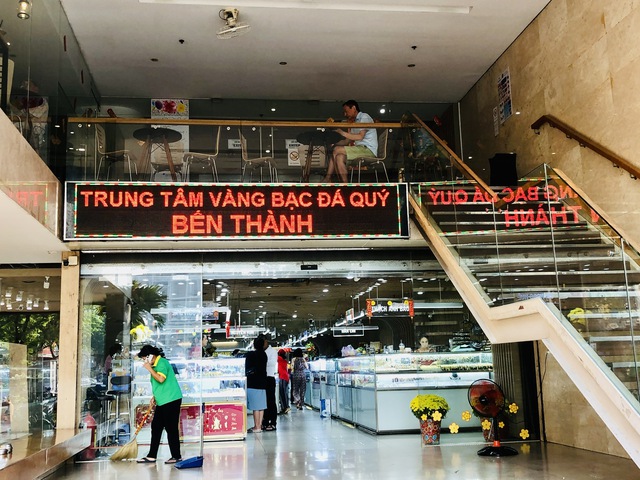 TRUNG TÂM VÀNG BẠC ĐÁ QUÝ
BẾN THÀNH